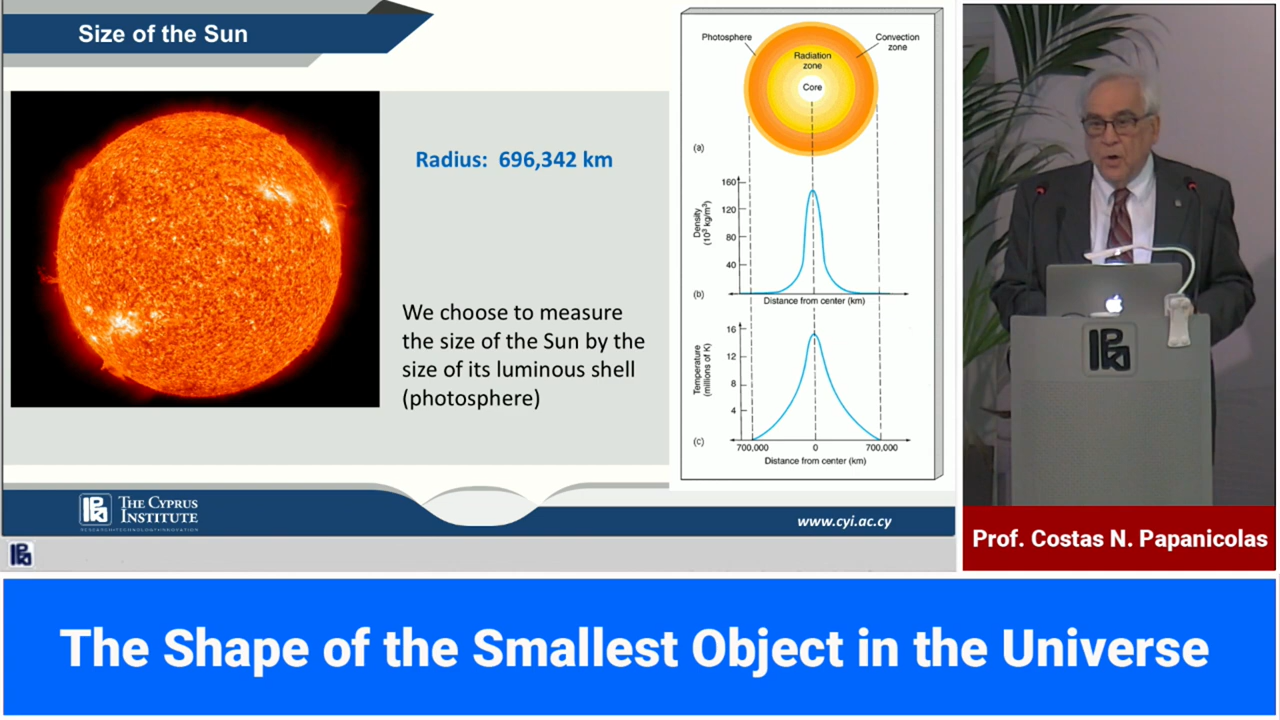 Size of the Sun
Radius: 696,342 km
We choose to measure
the size of the Sun by the
size of its luminous shell
(photosphere)
Photosphere
Convection
zone
Radiation
zone
Core
(a)
160
120
80
40
Density
(10³ kg/m³)
(b)
Distance from center (km)
16
12
8
4
Temperature
(millions of K)
(c)
700,000 0 700,000
Distance from center (km)
THE CYPRUS
INSTITUTE
RESEARCH•TECHNOLOGY•INNOVATION
www.cyi.ac.cy
Prof. Costas N. Papanicolas
The Shape of the Smallest Object in the Universe